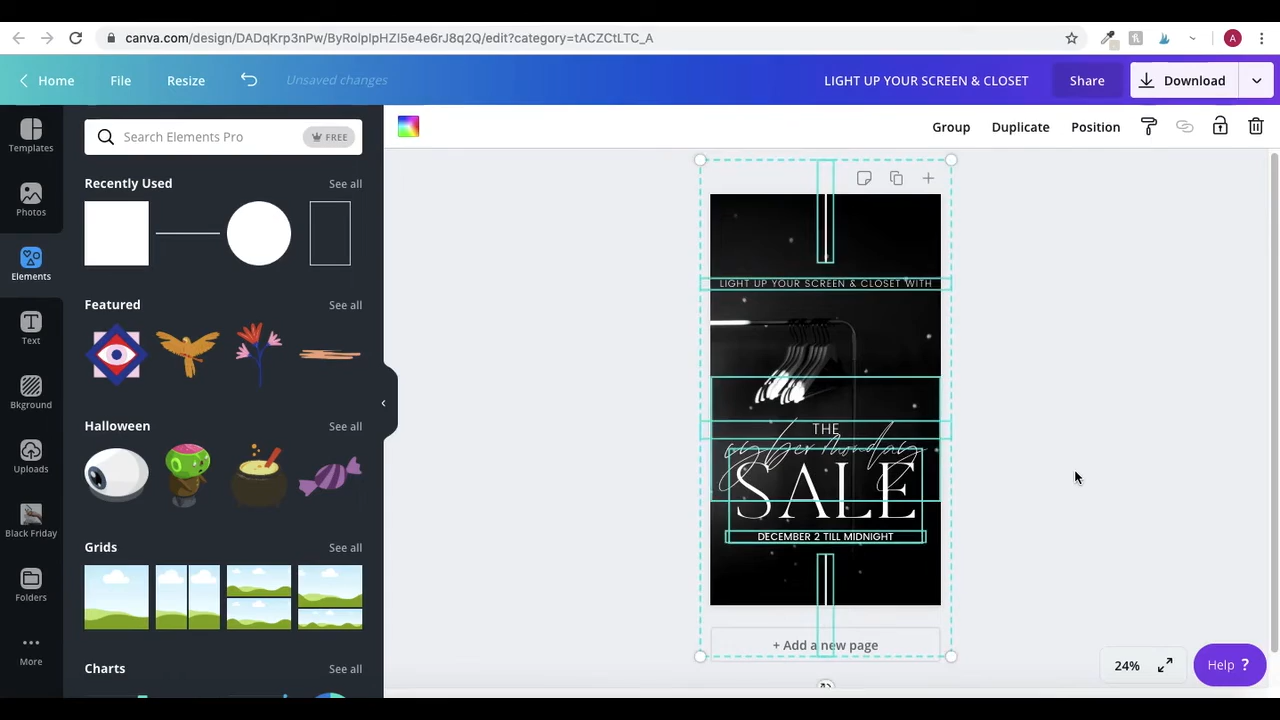 canva.com/design/DADqKrp3nPw/ByRolpIpHZI5e4e6rJ8q2Q/edit?category=tACZCtLTC_A
A
Home
File
Resize
Unsaved changes
LIGHT UP YOUR SCREEN & CLOSET
Share
Download
Templates
Photos
Elements
Text
Bkground
Uploads
Black Friday
Folders
More
Search Elements Pro
FREE
Recently Used
See all
Featured
See all
Halloween
See all
Grids
See all
Charts
See all
Group
Duplicate
Position
LIGHT UP YOUR SCREEN & CLOSET WITH
THE
cyber monday
SALE
DECEMBER 2 TILL MIDNIGHT
+ Add a new page
24%
Help ?